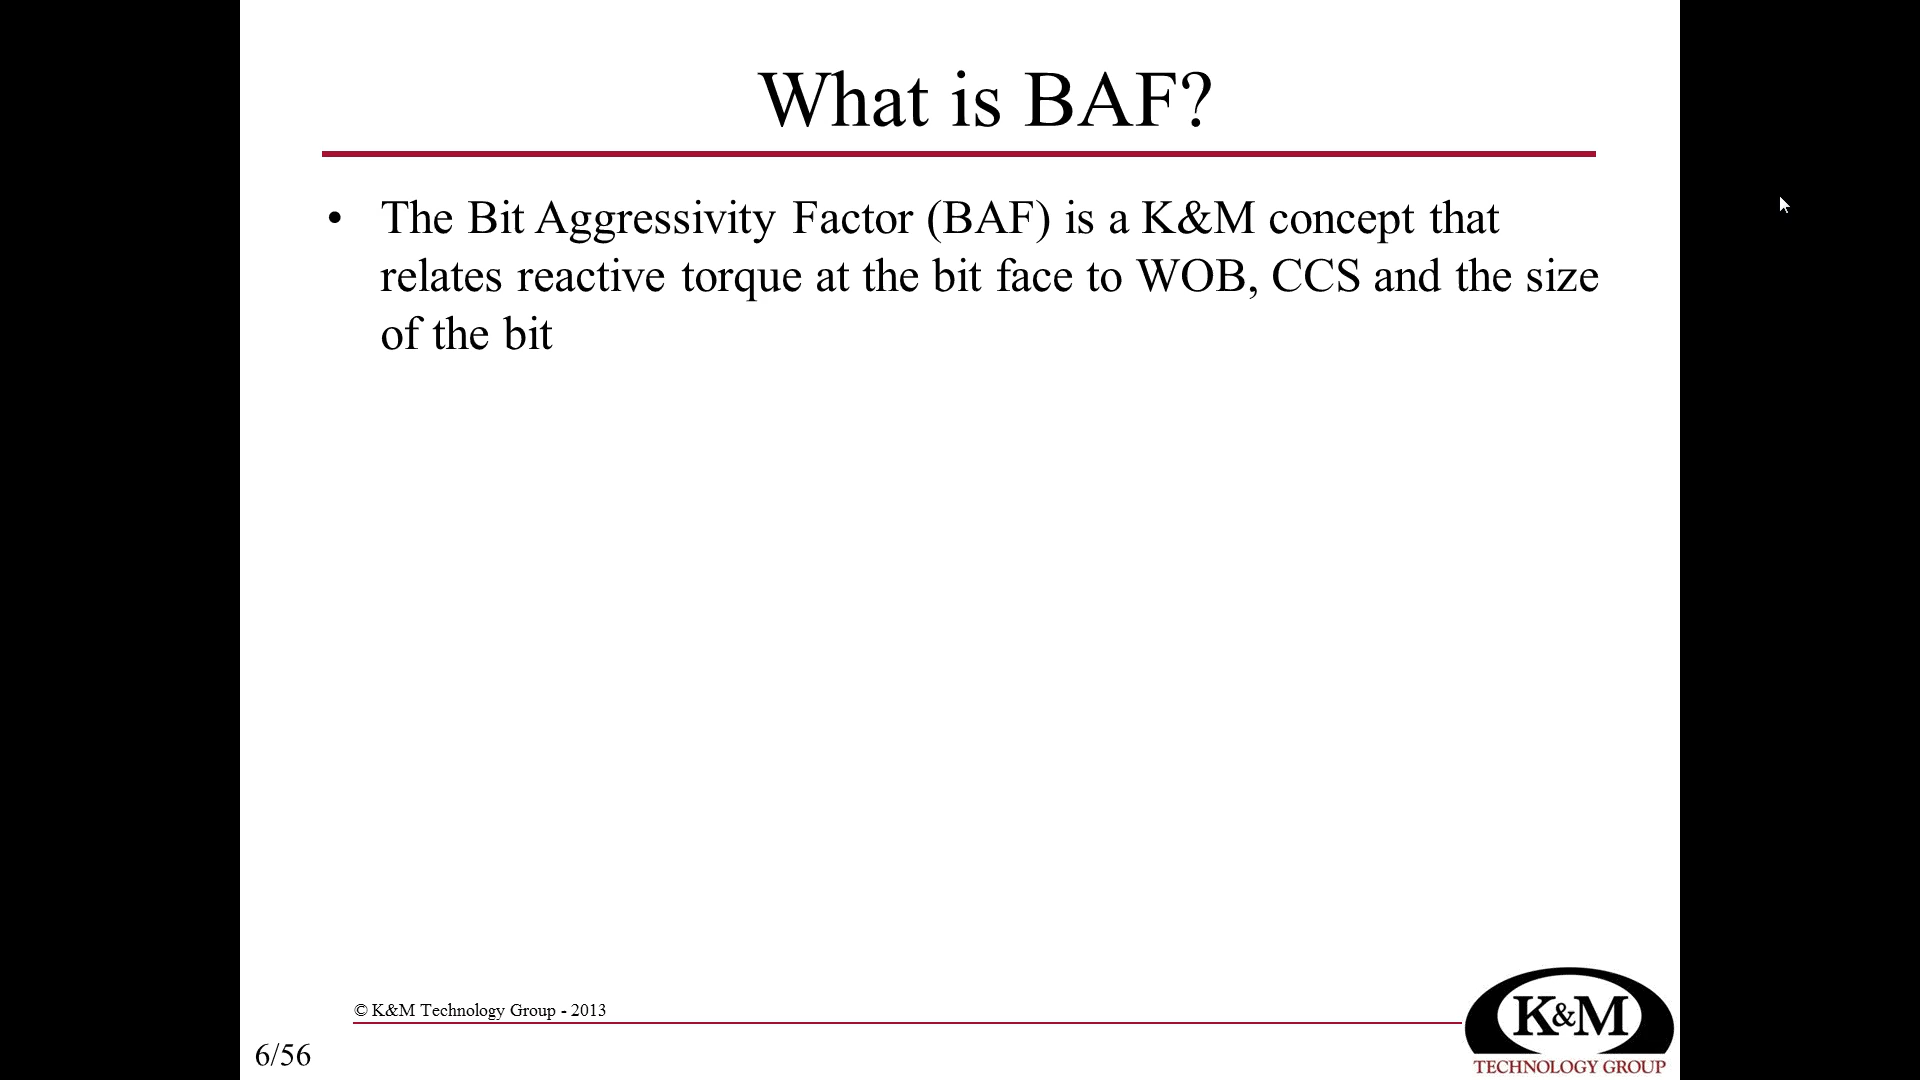 What is BAF?
• The Bit Aggressivity Factor (BAF) is a K&M concept that
relates reactive torque at the bit face to WOB, CCS and the size
of the bit
© K&M Technology Group - 2013
6/56
K&M
TECHNOLOGY GROUP